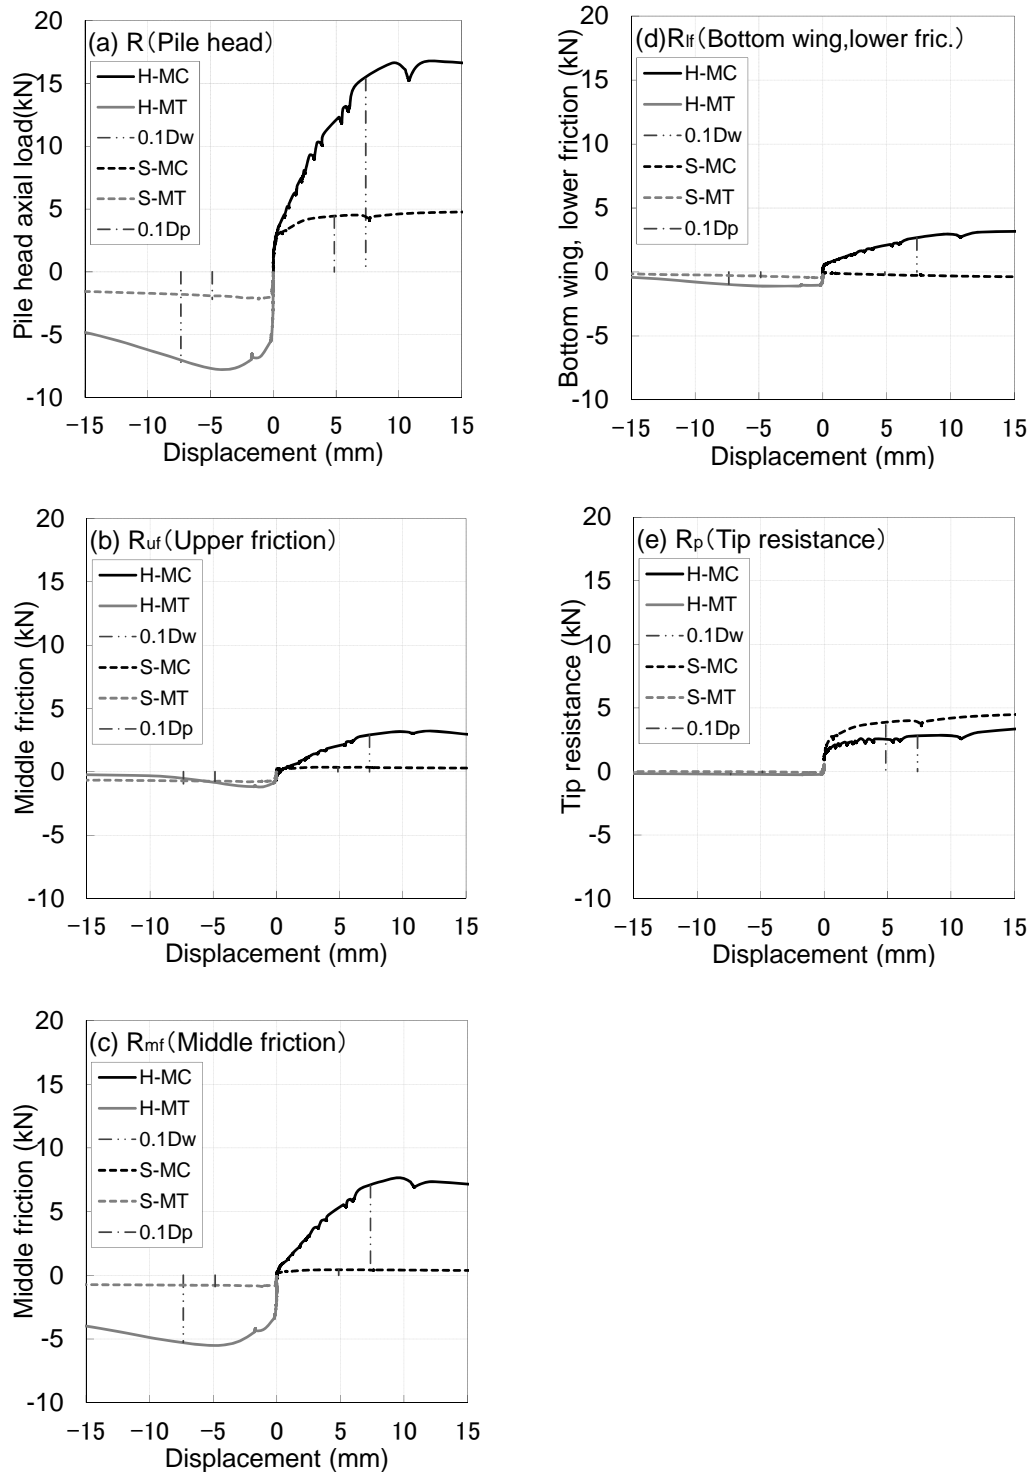 (a) R(Pile head)
Pile head axial load(kN)
20
15
10
5
0
-5
-10
H-MC
H-MT
0.1Dw
S-MC
S-MT
0.1Dp
−15 −10 −5 0 5 10 15
Displacement (mm)
(b) Ruf(Upper friction)
Middle friction (kN)
20
15
10
5
0
-5
-10
H-MC
H-MT
0.1Dw
S-MC
S-MT
0.1Dp
−15 −10 −5 0 5 10 15
Displacement (mm)
(c) Rmf(Middle friction)
Middle friction (kN)
20
15
10
5
0
-5
-10
H-MC
H-MT
0.1Dw
S-MC
S-MT
0.1Dp
−15 −10 −5 0 5 10 15
Displacement (mm)
(d)Rlf(Bottom wing,lower fric.)
Bottom wing, lower friction (kN)
20
15
10
5
0
-5
-10
H-MC
H-MT
0.1Dw
S-MC
S-MT
0.1Dp
−15 −10 −5 0 5 10 15
Displacement (mm)
(e) Rp(Tip resistance)
Tip resistance (kN)
20
15
10
5
0
-5
-10
H-MC
H-MT
0.1Dw
S-MC
S-MT
0.1Dp
−15 −10 −5 0 5 10 15
Displacement (mm)